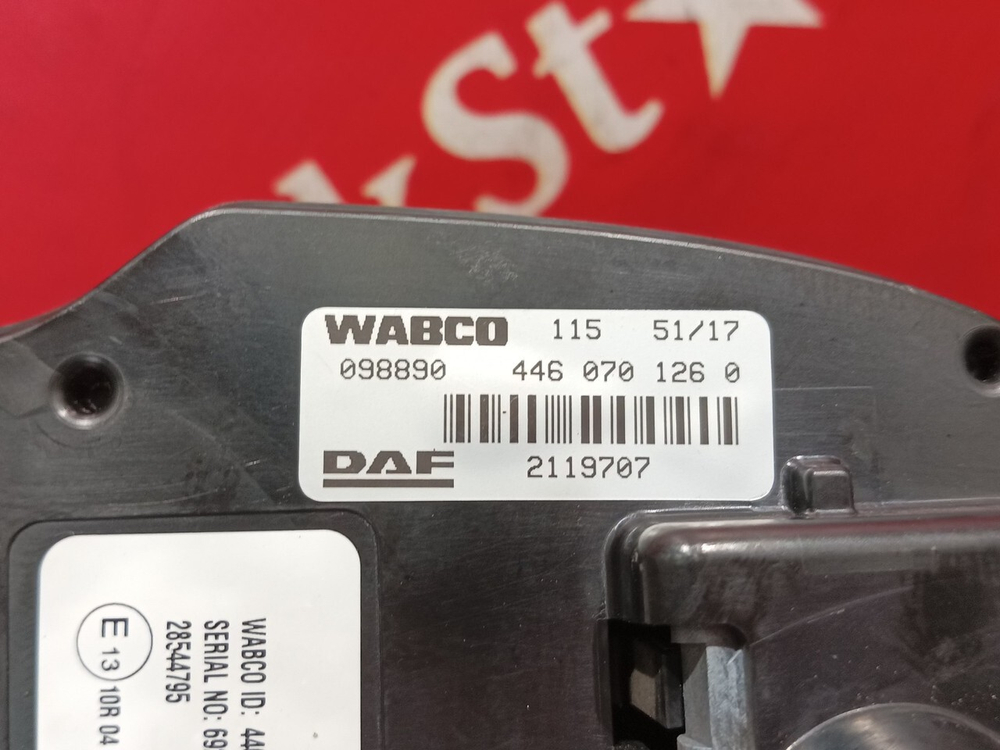 kSt
WABCO 115 51/17
098890 446 070 126 0
DAF 2119707
WABCO ID: 44
SERIAL NO: 69
28544795
E 13 10R 04